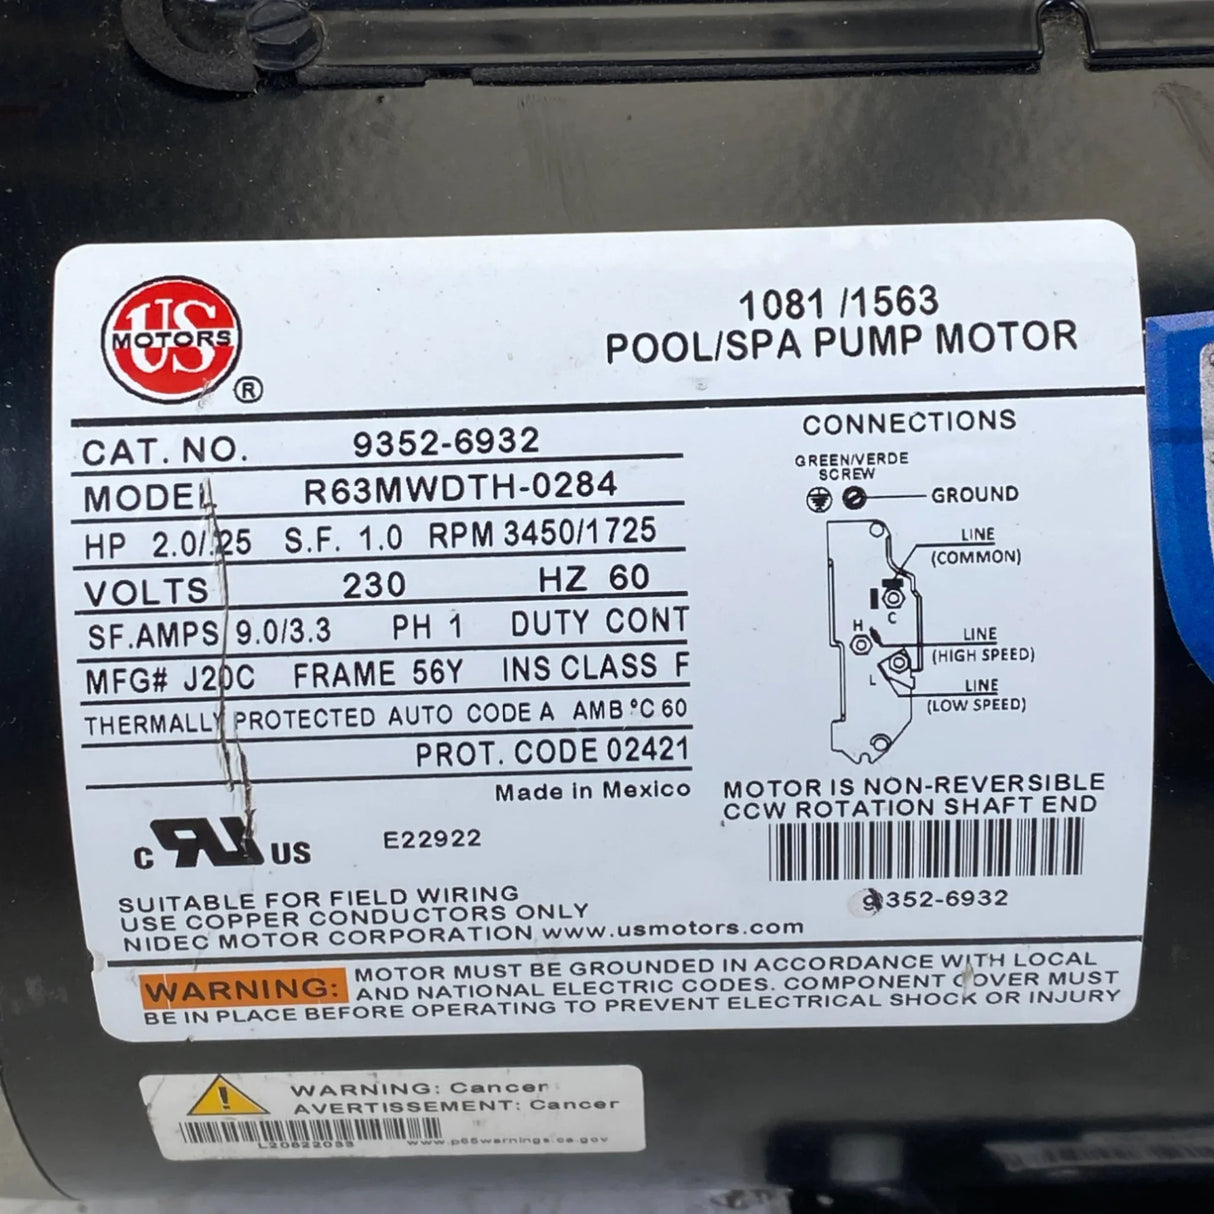 US
MOTORS
®
1081 /1563
POOL/SPA PUMP MOTOR
CAT. NO. 9352-6932
MODEL R63MWDTH-0284
HP 2.0/.25 S.F. 1.0 RPM 3450/1725
VOLTS 230 HZ 60
SF.AMPS 9.0/3.3 PH 1 DUTY CONT
MFG# J20C FRAME 56Y INS CLASS F
THERMALLY PROTECTED AUTO CODE A AMB °C 60
PROT. CODE 02421
Made in Mexico
CONNECTIONS
GREEN/VERDE
SCREW
GROUND
LINE
(COMMON)
C
H
LINE
(HIGH SPEED)
L
LINE
(LOW SPEED)
MOTOR IS NON-REVERSIBLE
CCW ROTATION SHAFT END
9352-6932
C RU US E22922
SUITABLE FOR FIELD WIRING
USE COPPER CONDUCTORS ONLY
NIDEC MOTOR CORPORATION www.usmotors.com
WARNING: MOTOR MUST BE GROUNDED IN ACCORDANCE WITH LOCAL
AND NATIONAL ELECTRIC CODES. COMPONENT COVER MUST
BE IN PLACE BEFORE OPERATING TO PREVENT ELECTRICAL SHOCK OR INJURY
WARNING: Cancer
AVERTISSEMENT: Cancer
L20622033 www.p65warnings.ca.gov